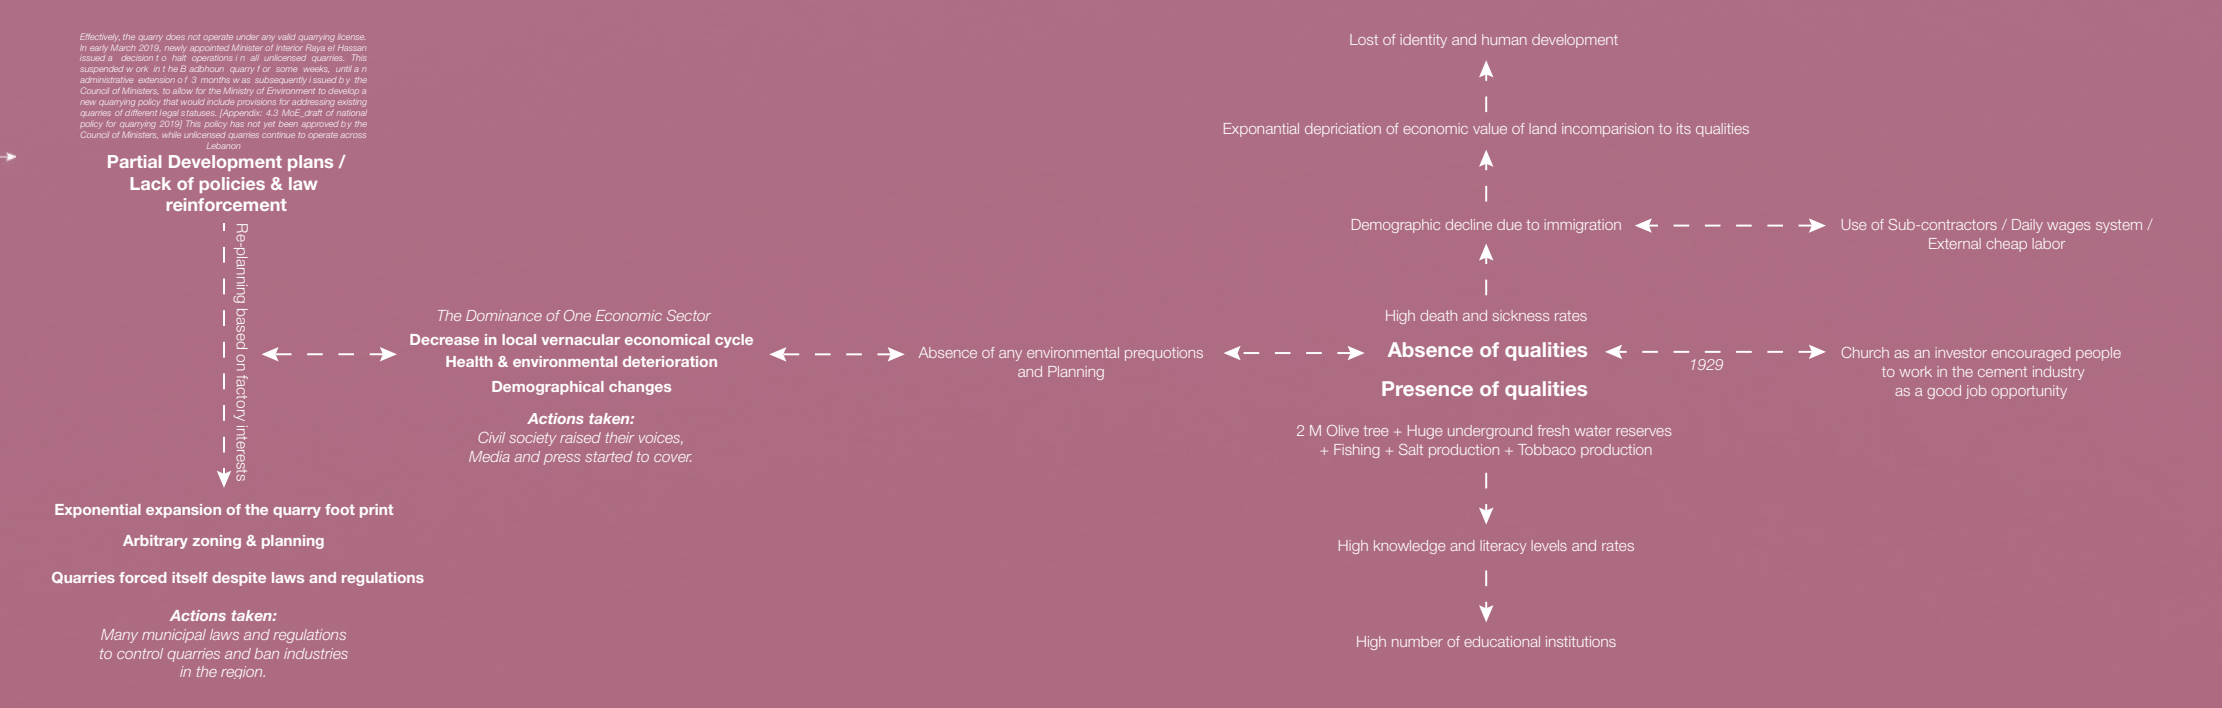 Effectively, the quarry does not operate under any valid quarrying license.
In early March 2019, newly appointed Minister of Interior Raya el Hassan
issued a decision t o halt operations i n all unlicensed quarries. This
suspended w ork in t he B adbhoun quarry f or some weeks, until a n
administrative extension o f 3 months w as subsequently i ssued b y the
Council of Ministers, to allow for the Ministry of Environment to develop a
new quarrying policy that would include provisions for addressing existing
quarries of different legal statuses. [Appendix: 4.3 MoE_draft of national
policy for quarrying 2019] This policy has not yet been approved by the
Council of Ministers, while unlicensed quarries continue to operate across
Lebanon
Partial Development plans /
Lack of policies & law
reinforcement
Re-planning based on factory interests
Exponential expansion of the quarry foot print
Arbitrary zoning & planning
Quarries forced itself despite laws and regulations
Actions taken:
Many municipal laws and regulations
to control quarries and ban industries
in the region.
The Dominance of One Economic Sector
Decrease in local vernacular economical cycle
Health & environmental deterioration
Demographical changes
Actions taken:
Civil society raised their voices,
Media and press started to cover.
Absence of any environmental prequotions
and Planning
Lost of identity and human development
Exponantial depriciation of economic value of land incomparision to its qualities
Demographic decline due to immigration
High death and sickness rates
Absence of qualities
Presence of qualities
2 M Olive tree + Huge underground fresh water reserves
+ Fishing + Salt production + Tobbaco production
High knowledge and literacy levels and rates
High number of educational institutions
Use of Sub-contractors / Daily wages system /
External cheap labor
1929
Church as an investor encouraged people
to work in the cement industry
as a good job opportunity